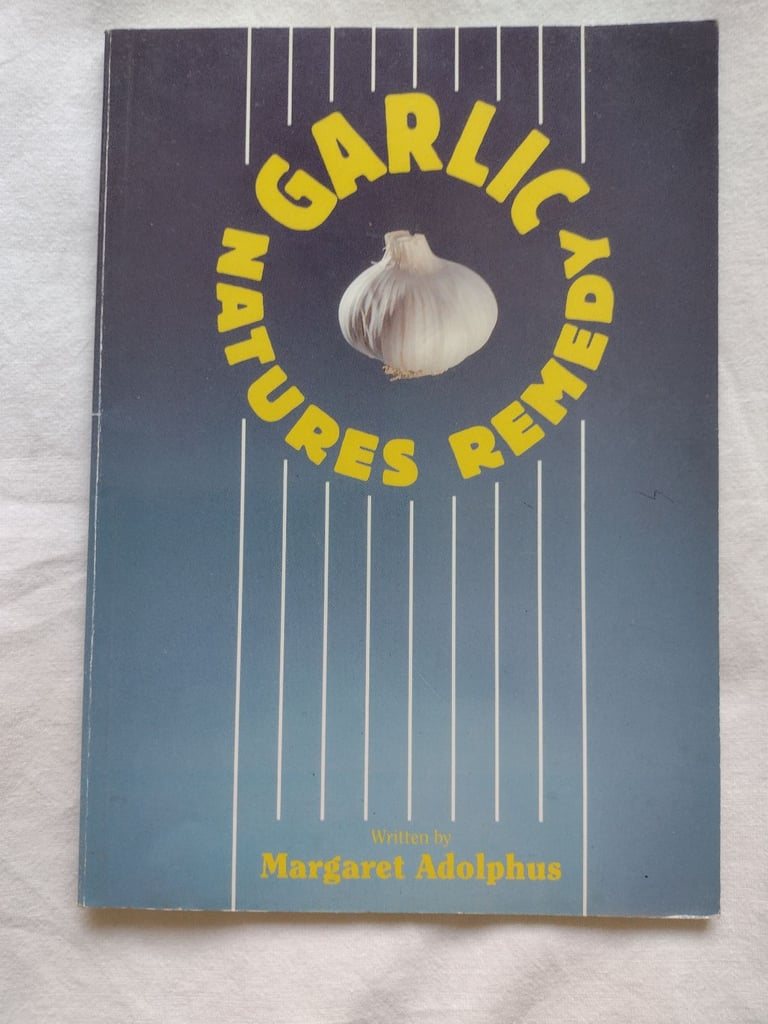 GARLIC
NATURES REMEDY
Written by
Margaret Adolphus